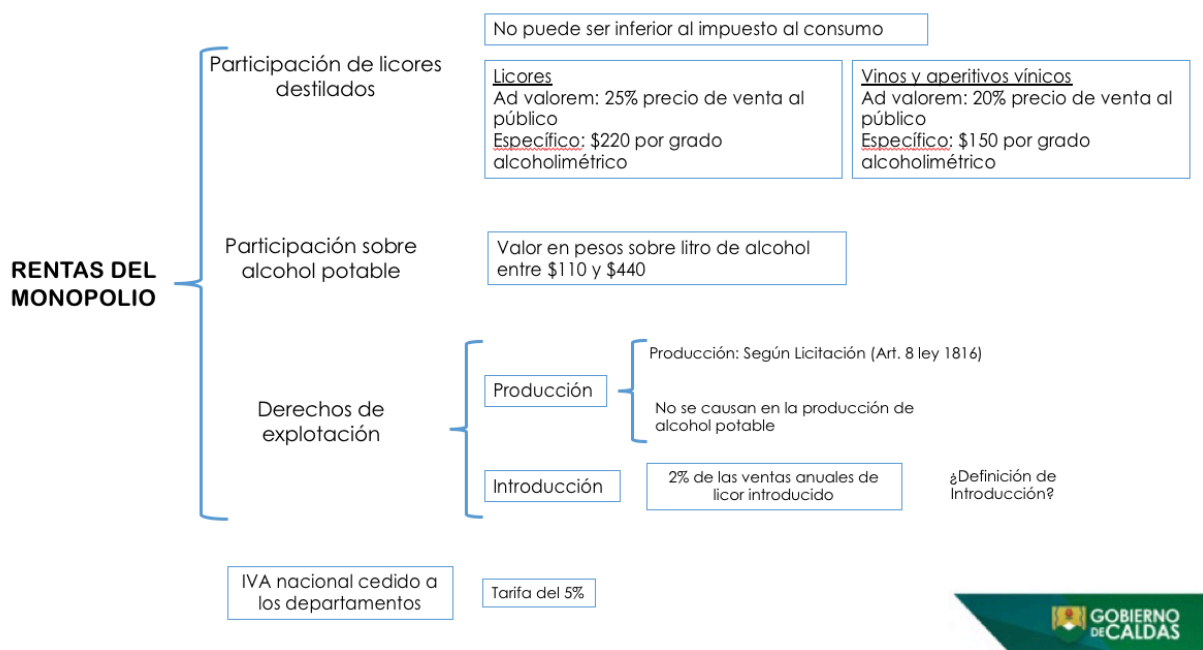 No puede ser inferior al impuesto al consumo
Participación de licores
destilados
Licores
Ad valorem: 25% precio de venta al
público
Específico: $220 por grado
alcoholimétrico
Vinos y aperitivos vínicos
Ad valorem: 20% precio de venta al
público
Específico: $150 por grado
alcoholimétrico
RENTAS DEL
MONOPOLIO
Participación sobre
alcohol potable
Valor en pesos sobre litro de alcohol
entre $110 y $440
Derechos de
explotación
Producción
Producción: Según Licitación (Art. 8 ley 1816)
No se causan en la producción de
alcohol potable
Introducción
2% de las ventas anuales de
licor introducido
¿Definición de
Introducción?
IVA nacional cedido a
los departamentos
Tarifa del 5%
GOBIERNO
DE CALDAS